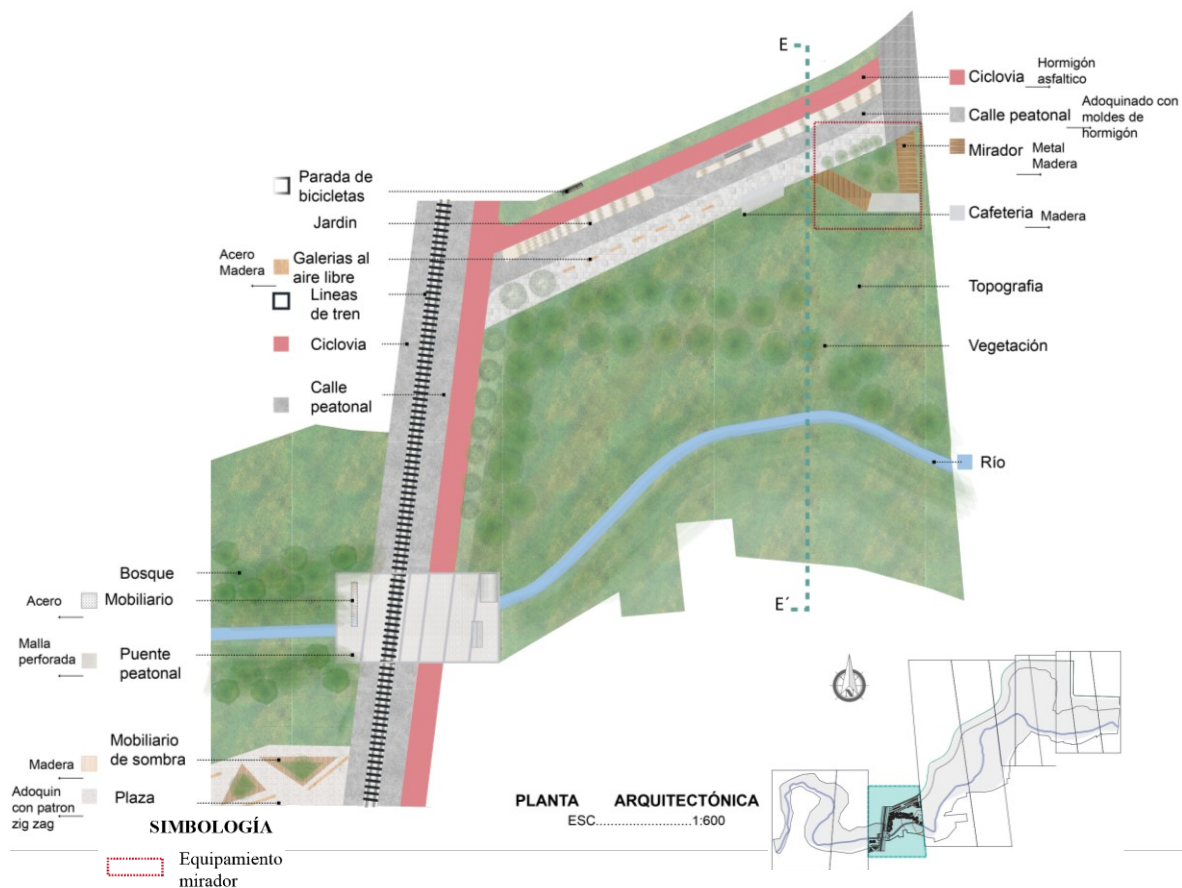 E
Ciclovia
Hormigón
asfaltico
Calle peatonal
Adoquinado con
moldes de
hormigón
Mirador
Metal
Madera
Parada de
bicicletas
Jardin
Cafeteria
Madera
Acero
Madera
Galerias al
aire libre
Lineas
de tren
Topografia
Ciclovia
Vegetación
Calle
peatonal
Río
Bosque
Acero
Mobiliario
E´
Malla
perforada
Puente
peatonal
Mobiliario
de sombra
Madera
Adoquin
con patron
zig zag
Plaza
N
PLANTA ARQUITECTÓNICA
ESC....................1:600
SIMBOLOGÍA
Equipamiento
mirador